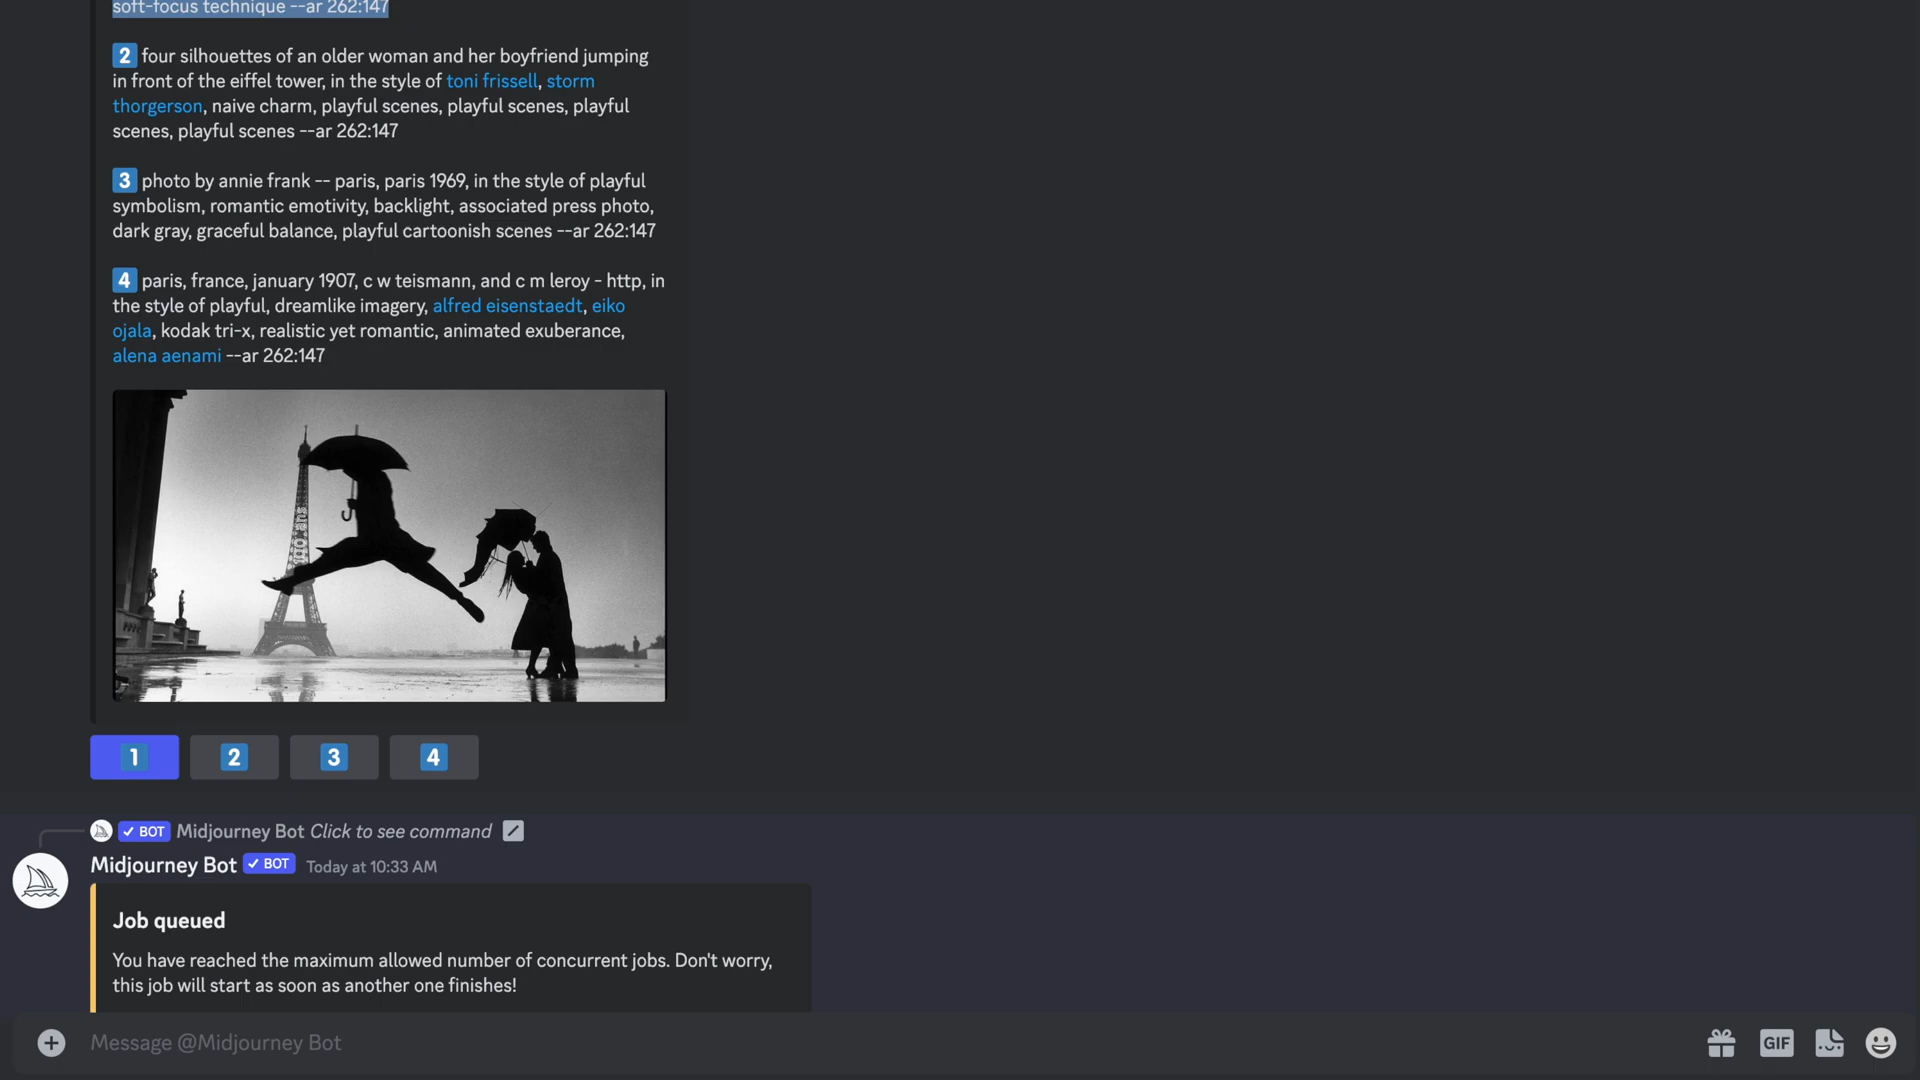 soft-focus technique --ar 262:147
2 four silhouettes of an older woman and her boyfriend jumping
in front of the eiffel tower, in the style of toni frissell, storm
thorgerson, naive charm, playful scenes, playful scenes, playful
scenes, playful scenes --ar 262:147
3 photo by annie frank -- paris, paris 1969, in the style of playful
symbolism, romantic emotivity, backlight, associated press photo,
dark gray, graceful balance, playful cartoonish scenes --ar 262:147
4 paris, france, january 1907, c w teismann, and c m leroy - http, in
the style of playful, dreamlike imagery, alfred eisenstaedt, eiko
ojala, kodak tri-x, realistic yet romantic, animated exuberance,
alena aenami --ar 262:147
1 2 3 4
✓ BOT Midjourney Bot Click to see command
Midjourney Bot ✓ BOT Today at 10:33 AM
Job queued
You have reached the maximum allowed number of concurrent jobs. Don't worry,
this job will start as soon as another one finishes!
Message @Midjourney Bot
GIF